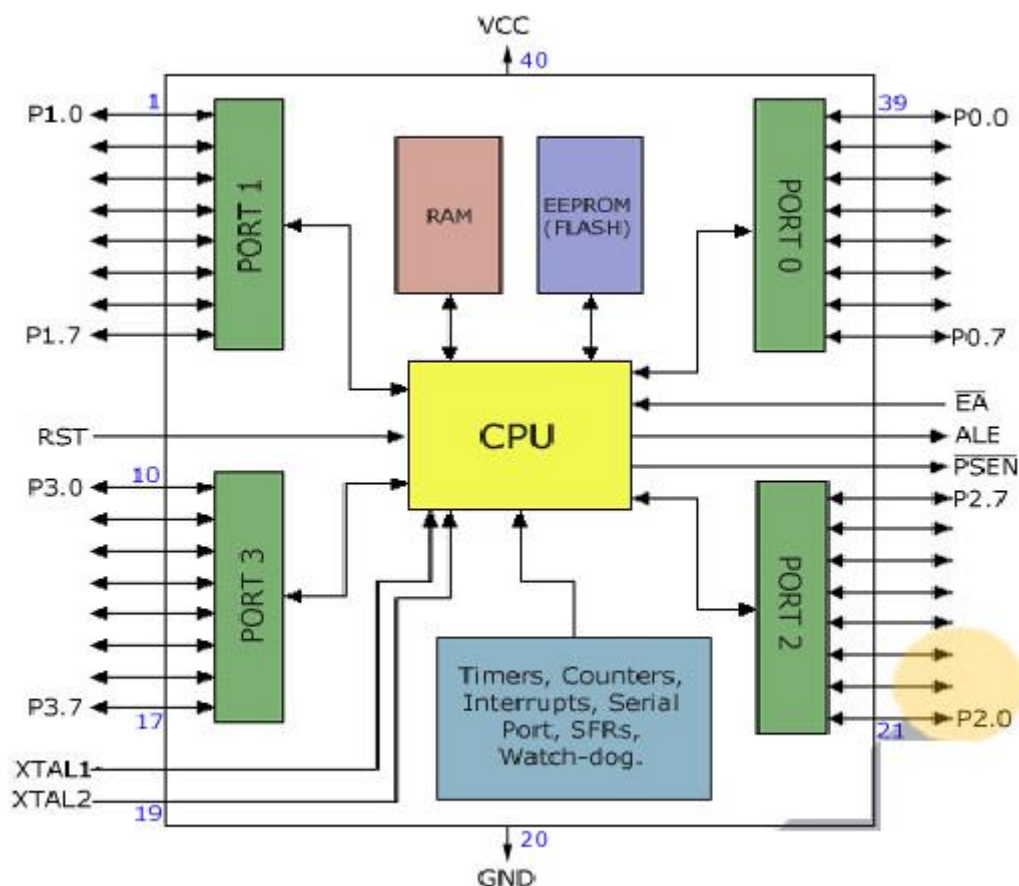 VCC
40
1
39
P1.0
P0.0
PORT 1
RAM
EEPROM
(FLASH)
PORT 0
P1.7
P0.7
E̅A̅
CPU
RST
ALE
P̅S̅E̅N̅
10
P3.0
P2.7
PORT 3
PORT 2
Timers, Counters,
Interrupts, Serial
Port, SFRs,
Watch-dog.
P3.7
17
P2.0
21
XTAL1
XTAL2
19
20
GND